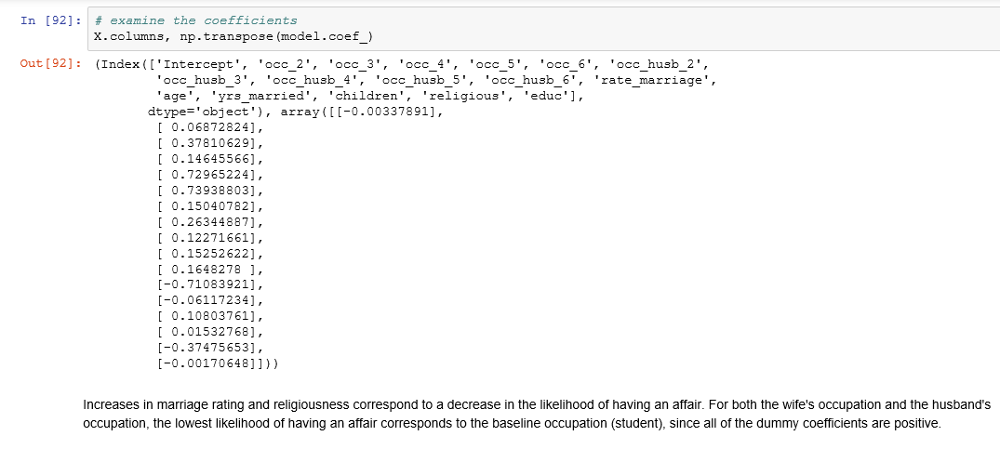 In [92]: # examine the coefficients
X.columns, np.transpose(model.coef_)
Out[92]: (Index(['Intercept', 'occ_2', 'occ_3', 'occ_4', 'occ_5', 'occ_6', 'occ_husb_2',
'occ_husb_3', 'occ_husb_4', 'occ_husb_5', 'occ_husb_6', 'rate_marriage',
'age', 'yrs_married', 'children', 'religious', 'educ'],
dtype='object'), array([[-0.00337891],
[ 0.06872824],
[ 0.37810629],
[ 0.14645566],
[ 0.72965224],
[ 0.73938803],
[ 0.15040782],
[ 0.26344887],
[ 0.12271661],
[ 0.15252622],
[ 0.1648278 ],
[-0.71083921],
[-0.06117234],
[ 0.10803761],
[ 0.01532768],
[-0.37475653],
[-0.00170648]]))
Increases in marriage rating and religiousness correspond to a decrease in the likelihood of having an affair. For both the wife's occupation and the husband's
occupation, the lowest likelihood of having an affair corresponds to the baseline occupation (student), since all of the dummy coefficients are positive.